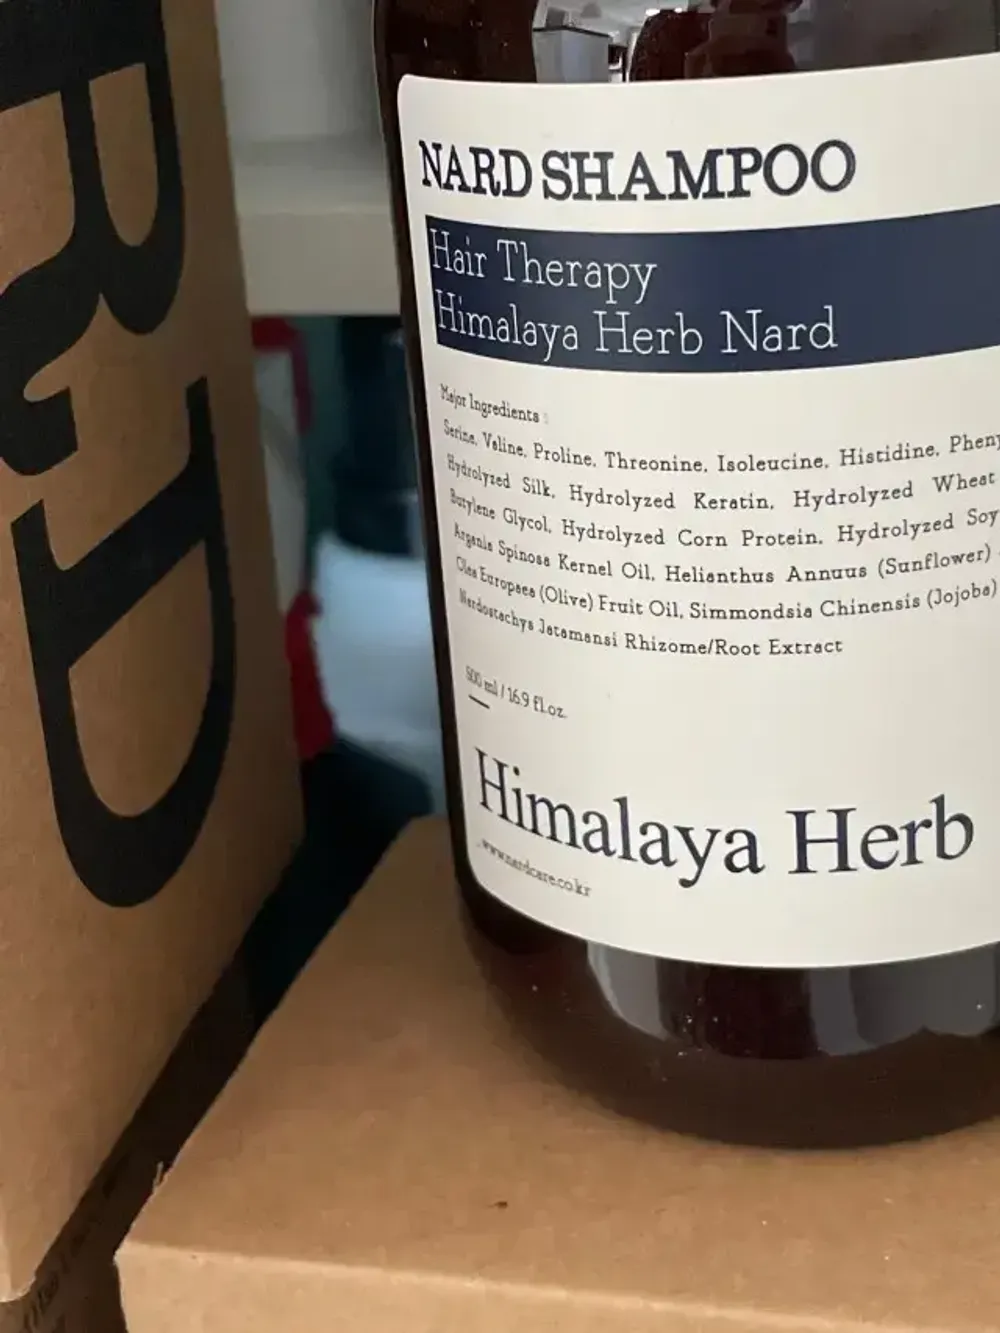 NARD SHAMPOO
Hair Therapy
Himalaya Herb Nard
Major Ingredients :
Serine, Valine, Proline, Threonine, Isoleucine, Histidine, Pheny
Hydrolyzed Silk, Hydrolyzed Keratin, Hydrolyzed Wheat
Butylene Glycol, Hydrolyzed Corn Protein, Hydrolyzed Soy
Argania Spinosa Kernel Oil, Helianthus Annuus (Sunflower)
Olea Europaea (Olive) Fruit Oil, Simmondsia Chinensis (Jojoba)
Nardostachys Jatamansi Rhizome/Root Extract
500 ml / 16.9 fl.oz.
Himalaya Herb
www.nardcare.co.kr
RD